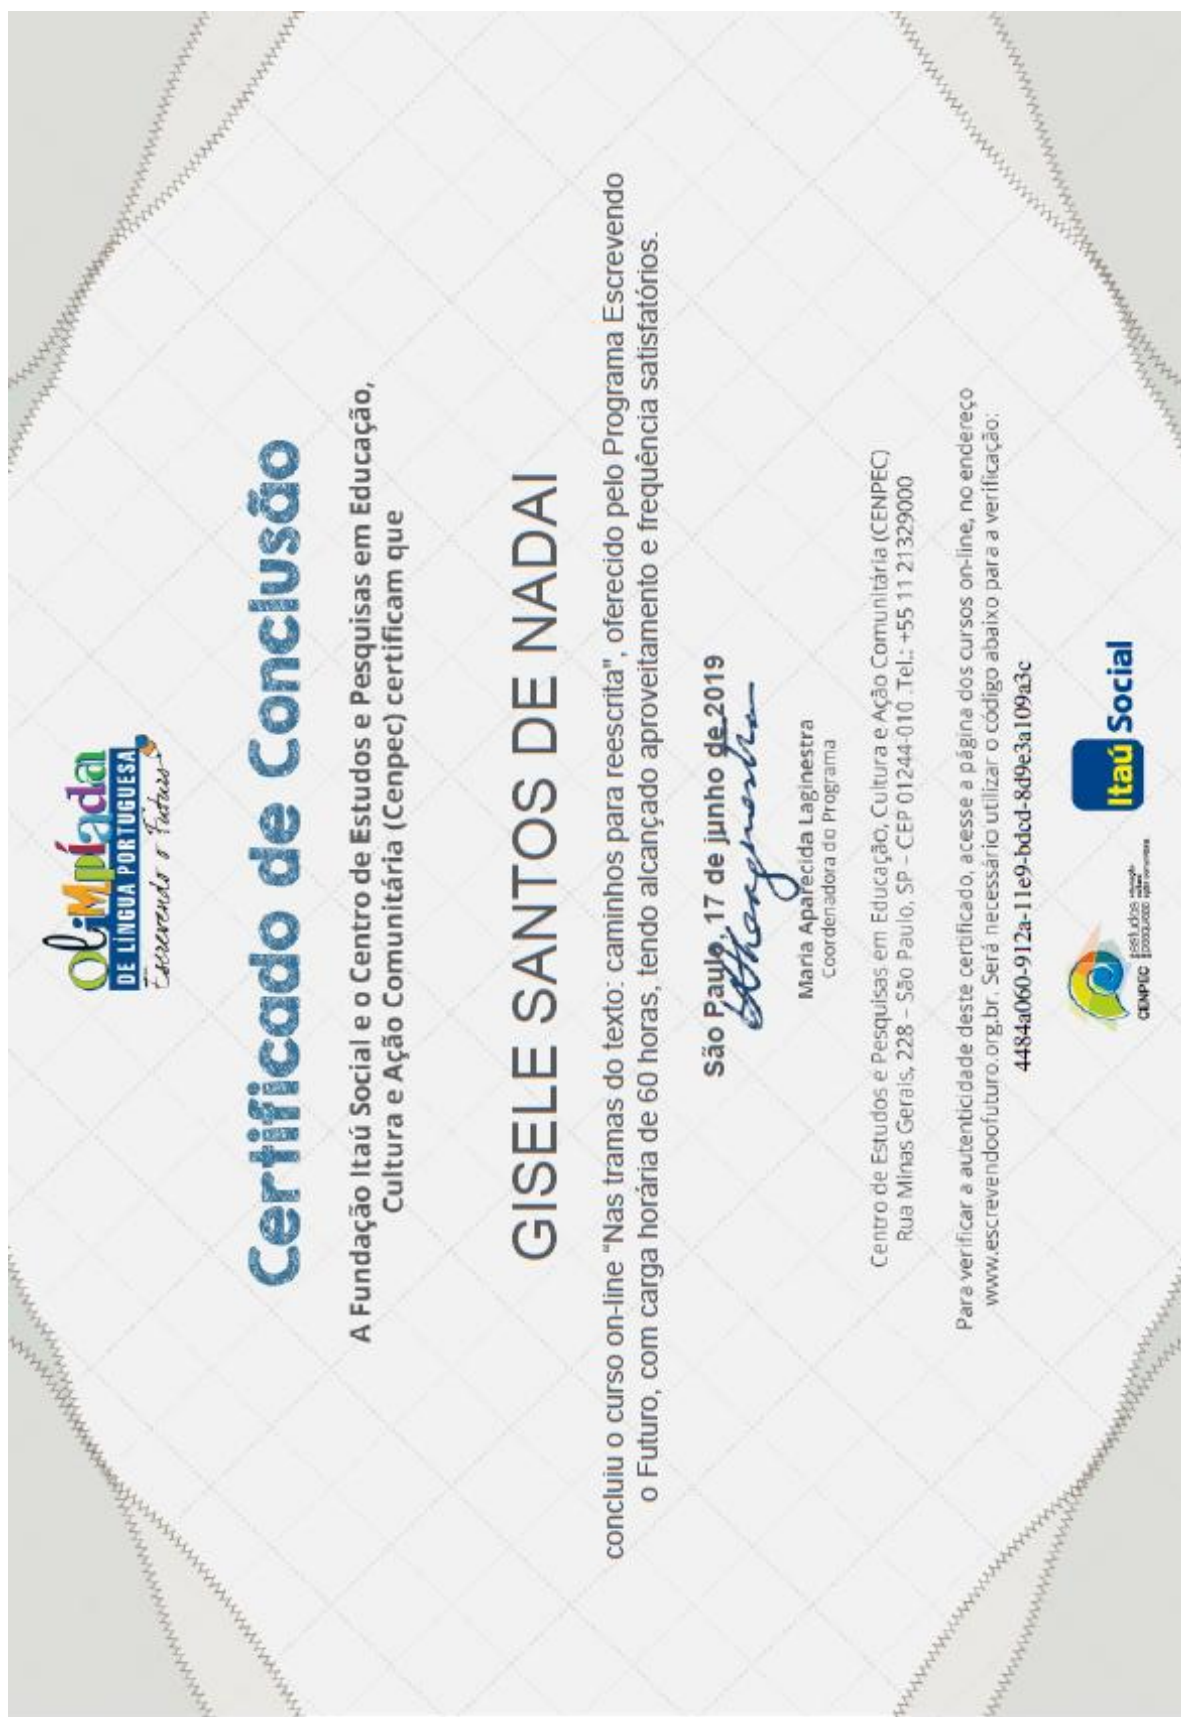 OliMpíada
DE LÍNGUA PORTUGUESA
Escrevendo o Futuro
Certificado de Conclusão
A Fundação Itaú Social e o Centro de Estudos e Pesquisas em Educação,
Cultura e Ação Comunitária (Cenpec) certificam que
GISELE SANTOS DE NADAI
concluiu o curso on-line "Nas tramas do texto: caminhos para reescrita", oferecido pelo Programa Escrevendo
o Futuro, com carga horária de 60 horas, tendo alcançado aproveitamento e frequência satisfatórios.
São Paulo, 17 de junho de 2019
Maria Aparecida Laginestra
Coordenadora do Programa
Centro de Estudos e Pesquisas em Educação, Cultura e Ação Comunitária (CENPEC)
Rua Minas Gerais, 228 – São Paulo, SP – CEP 01244-010 .Tel.: +55 11 21329000
Para verificar a autenticidade deste certificado, acesse a página dos cursos on-line, no endereço
www.escrevendoofuturo.org.br. Será necessário utilizar o código abaixo para a verificação:
4484a060-912a-11e9-bdcd-8d9e3a109a3c
CENPEC
Itaú Social